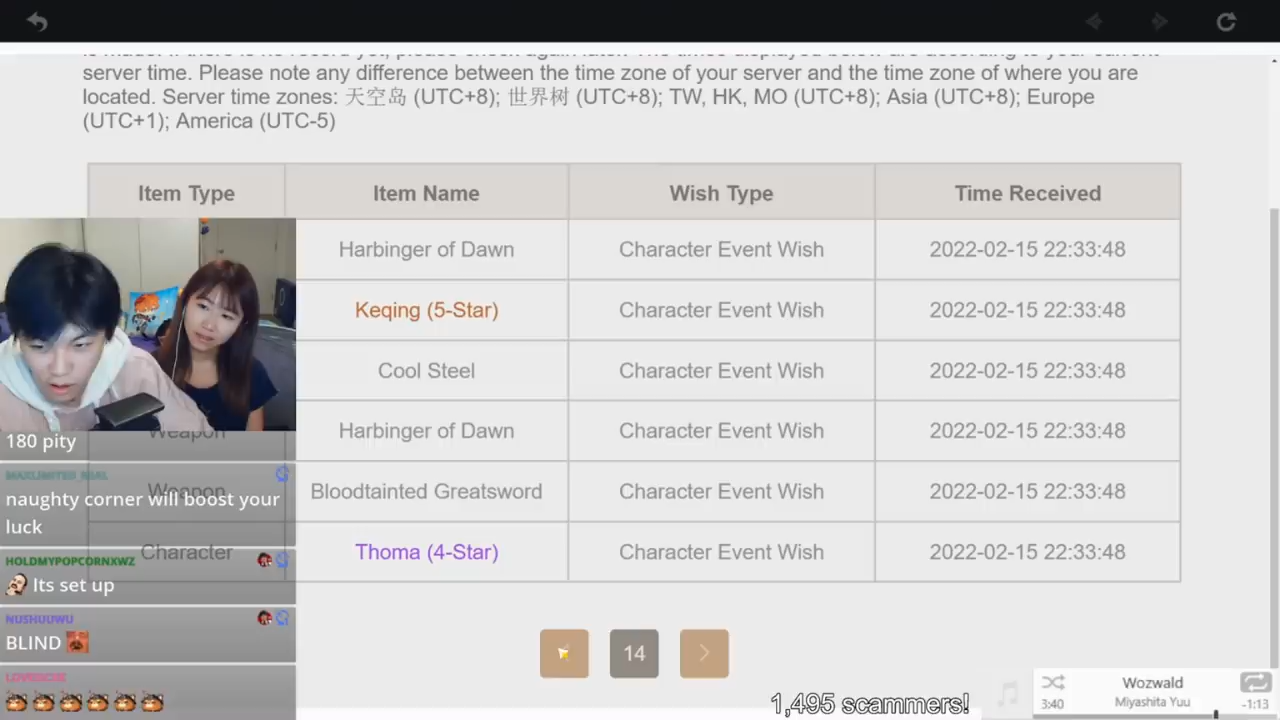 server time. Please note any difference between the time zone of your server and the time zone of where you are
located. Server time zones: 天空岛 (UTC+8); 世界树 (UTC+8); TW, HK, MO (UTC+8); Asia (UTC+8); Europe
(UTC+1); America (UTC-5)
Item Type Item Name Wish Type Time Received
Harbinger of Dawn Character Event Wish 2022-02-15 22:33:48
Keqing (5-Star) Character Event Wish 2022-02-15 22:33:48
Cool Steel Character Event Wish 2022-02-15 22:33:48
Weapon Harbinger of Dawn Character Event Wish 2022-02-15 22:33:48
Weapon Bloodtainted Greatsword Character Event Wish 2022-02-15 22:33:48
Character Thoma (4-Star) Character Event Wish 2022-02-15 22:33:48
14
180 pity
naughty corner will boost your
luck
HOLDMYPOPCORNXWZ
Its set up
NUSHUUWU
BLIND
1,495 scammers!
Wozwald
Miyashita Yuu
3:40
-1:13